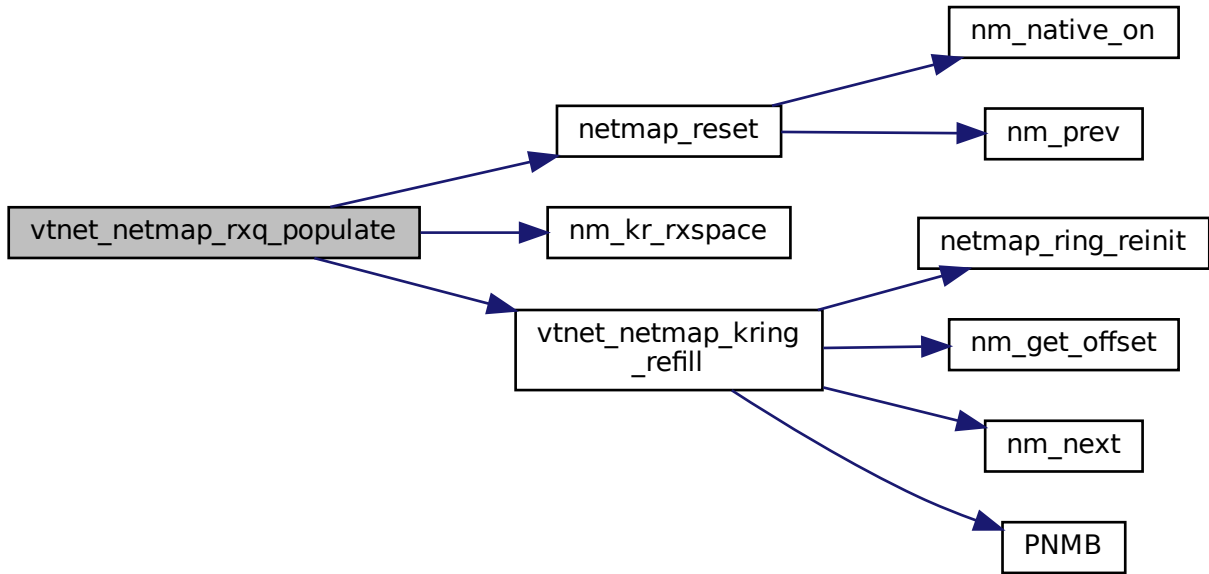 nm_native_on
netmap_reset
nm_prev
vtnet_netmap_rxq_populate
nm_kr_rxspace
netmap_ring_reinit
vtnet_netmap_kring
_refill
nm_get_offset
nm_next
PNMB